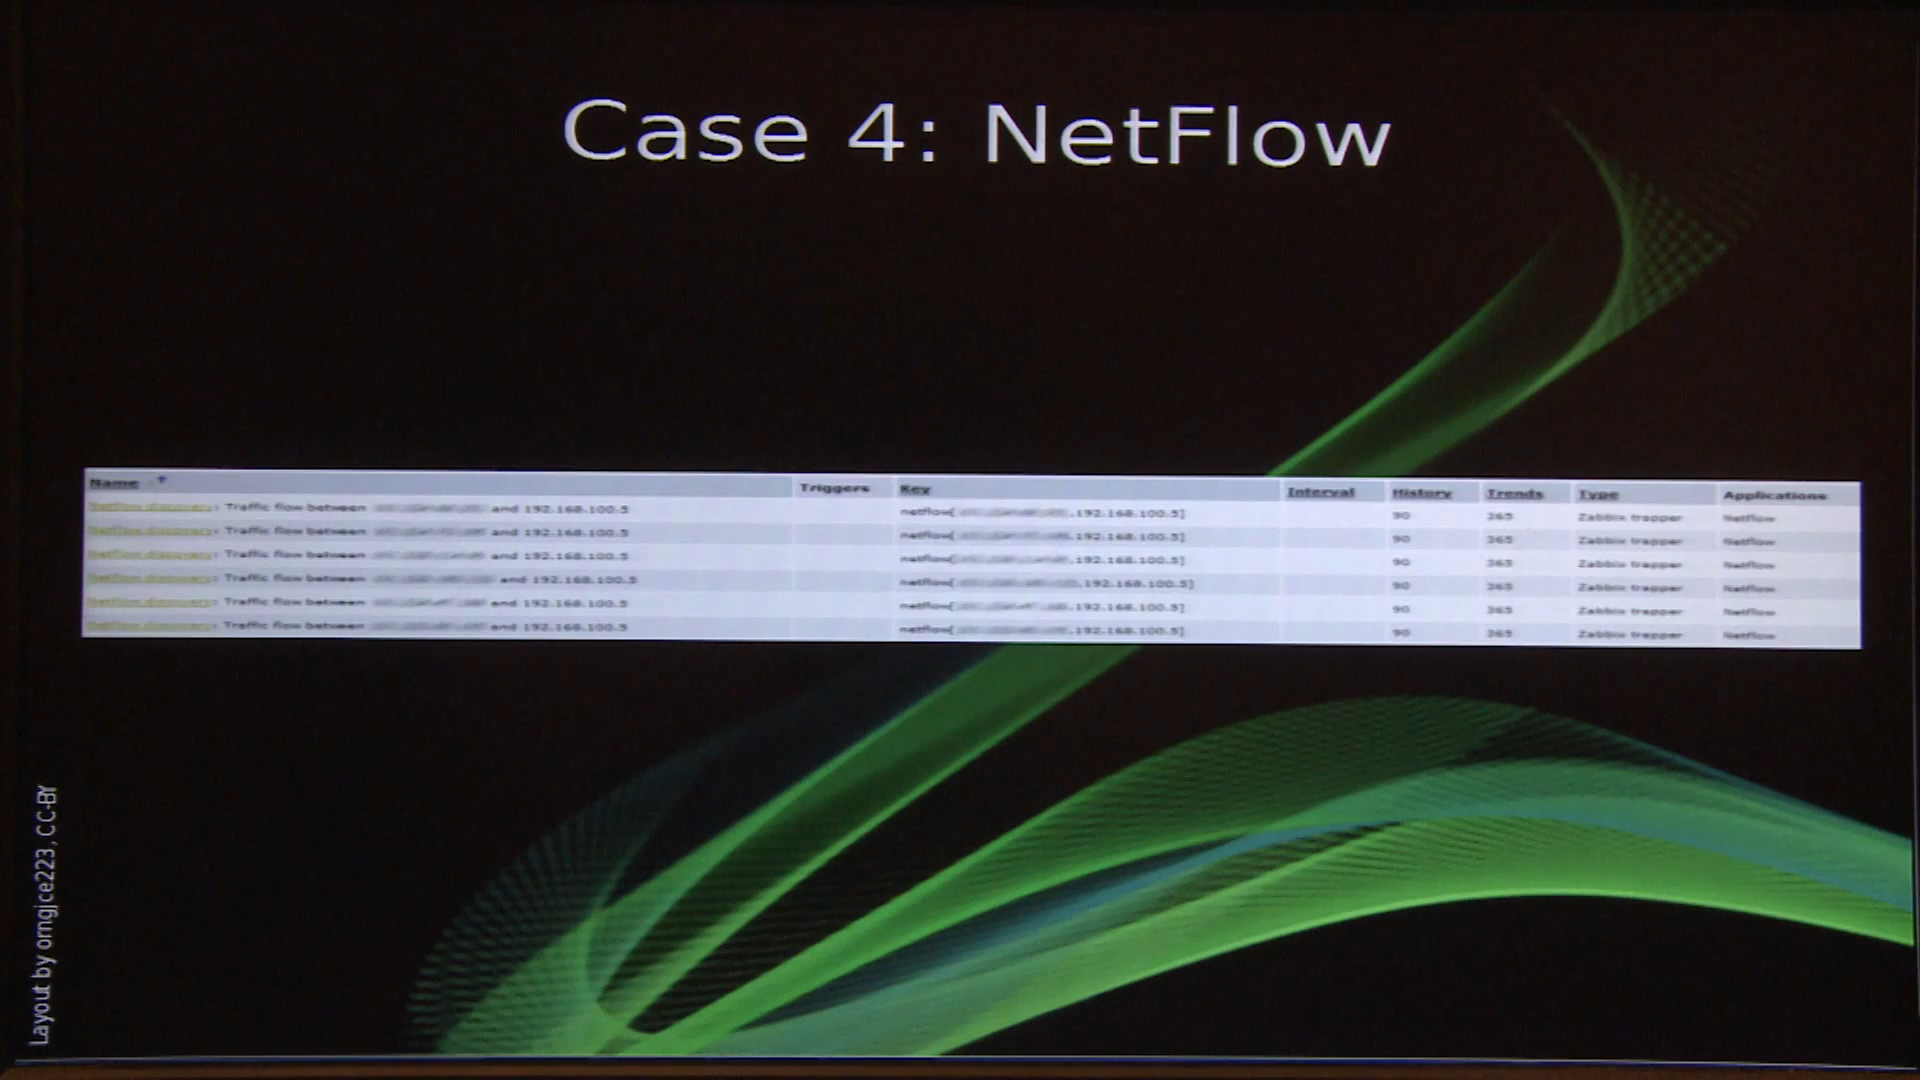 Case 4: NetFlow
Name Triggers Key Interval History Trends Type Applications
Netflow discovery: Traffic flow between and 192.168.100.5 netflow[ ,192.168.100.5] 90 365 Zabbix trapper Netflow
Netflow discovery: Traffic flow between and 192.168.100.5 netflow[ ,192.168.100.5] 90 365 Zabbix trapper Netflow
Netflow discovery: Traffic flow between and 192.168.100.5 netflow[ ,192.168.100.5] 90 365 Zabbix trapper Netflow
Netflow discovery: Traffic flow between and 192.168.100.5 netflow[ ,192.168.100.5] 90 365 Zabbix trapper Netflow
Netflow discovery: Traffic flow between and 192.168.100.5 netflow[ ,192.168.100.5] 90 365 Zabbix trapper Netflow
Netflow discovery: Traffic flow between and 192.168.100.5 netflow[ ,192.168.100.5] 90 365 Zabbix trapper Netflow
Layout by omgjce223, CC-BY